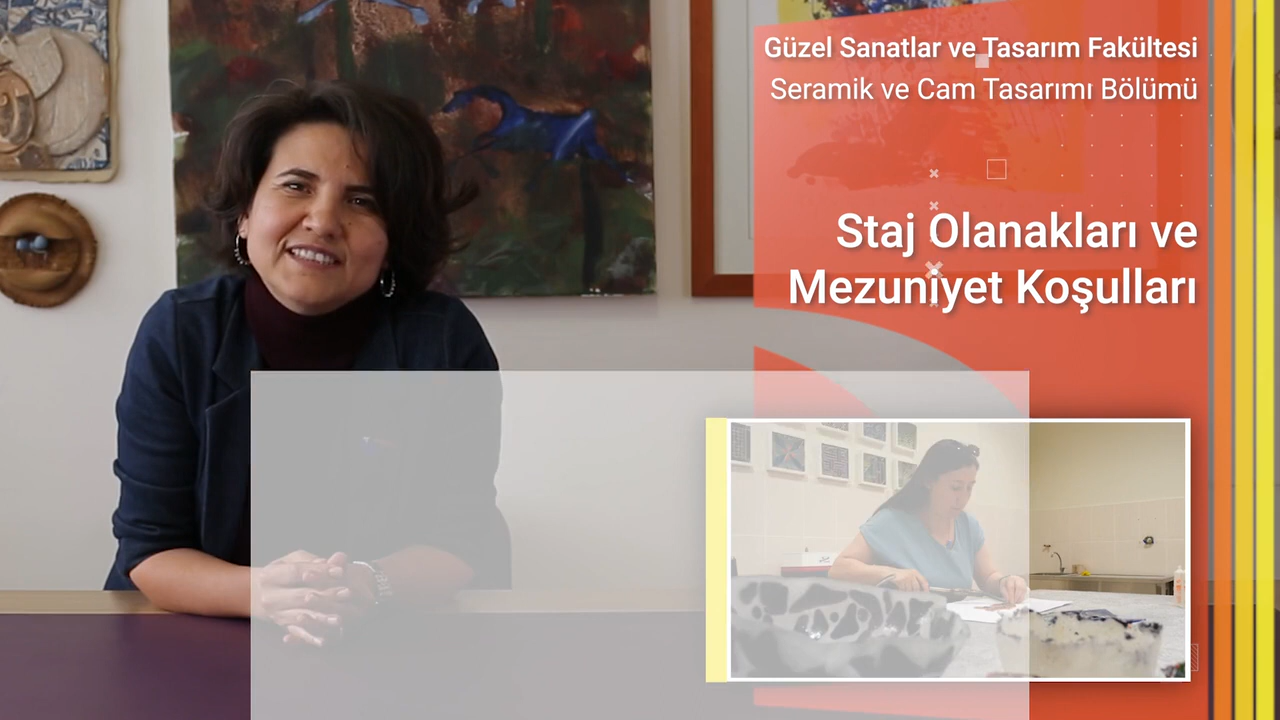 Güzel Sanatlar ve Tasarım Fakültesi
Seramik ve Cam Tasarımı Bölümü
Staj Olanakları ve
Mezuniyet Koşulları